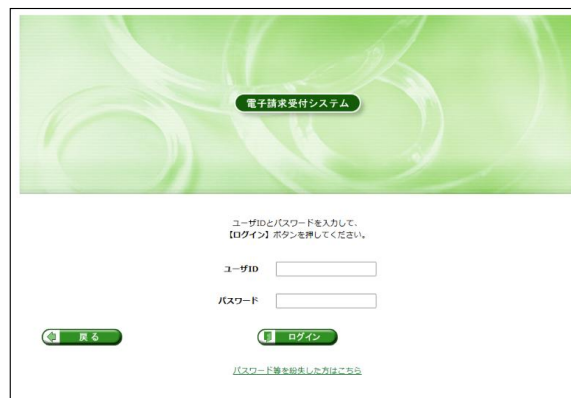 電子請求受付システム
ユーザIDとパスワードを入力して、
【ログイン】ボタンを押してください。
ユーザID
パスワード
戻る
ログイン
パスワード等を紛失した方はこちら